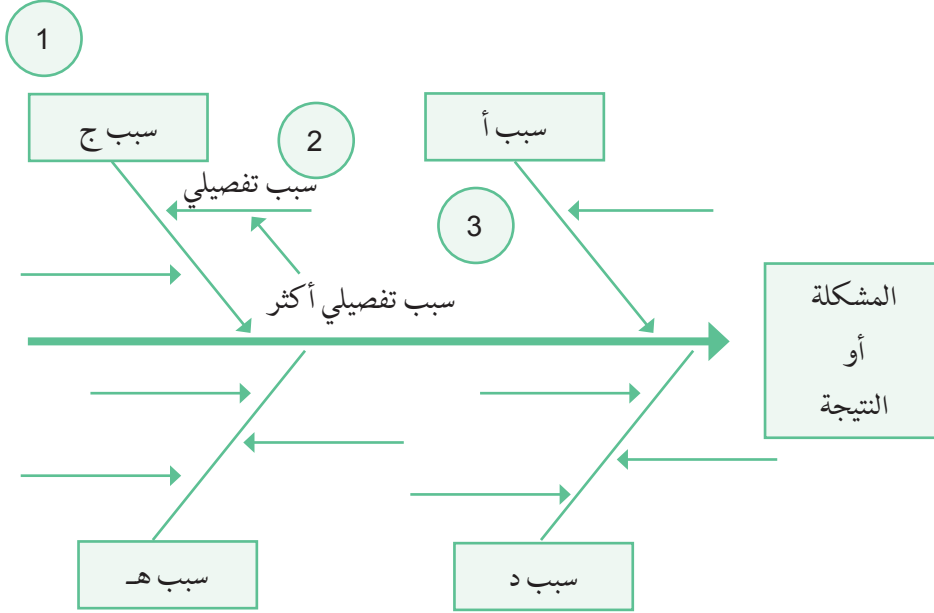 1
سبب أ
سبب ج
2
سبب تفصيلي
3
سبب تفصيلي أكثر
المشكلة
أو
النتيجة
سبب د
سبب هـ